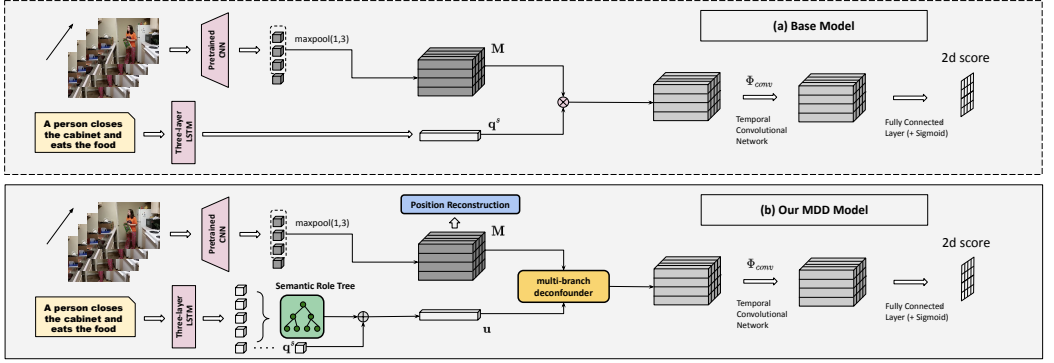 (a) Base Model
Pretrained
CNN
maxpool(1,3)
M
2d score
Φconv
A person closes
the cabinet and
eats the food
Three-layer
LSTM
q^s
Temporal
Convolutional
Network
Fully Connected
Layer (+ Sigmoid)
Position Reconstruction
(b) Our MDD Model
Pretrained
CNN
maxpool(1,3)
M
2d score
multi-branch
deconfounder
Φconv
A person closes
the cabinet and
eats the food
Three-layer
LSTM
Semantic Role Tree
q^s
u
Temporal
Convolutional
Network
Fully Connected
Layer (+ Sigmoid)